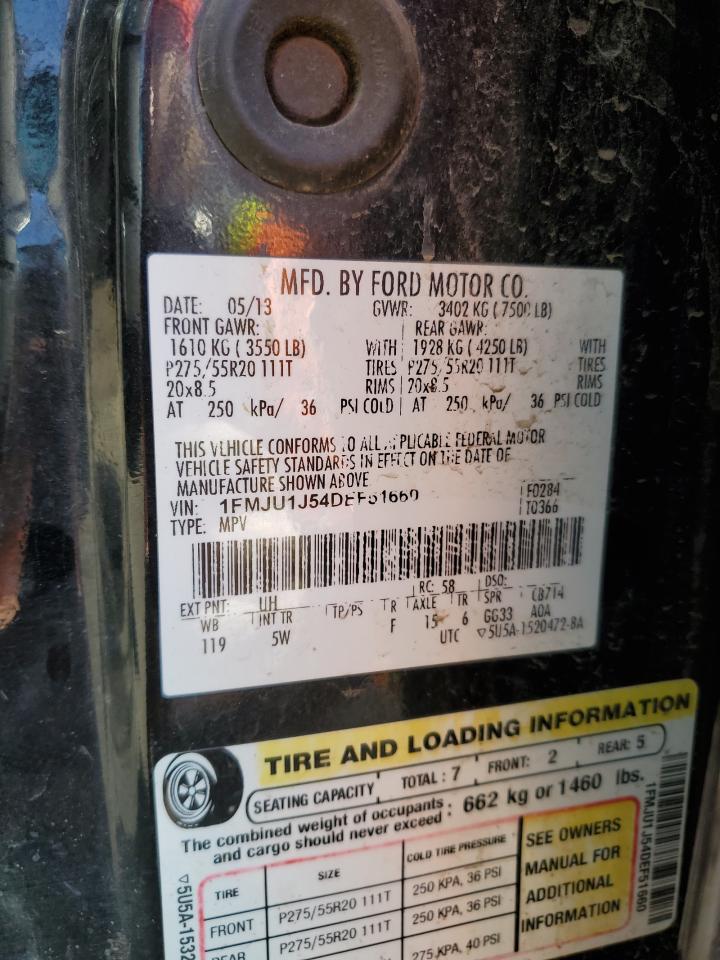 MFD. BY FORD MOTOR CO.
DATE: 05/13 GVWR: 3402 KG ( 7500 LB)
FRONT GAWR: REAR GAWR:
1610 KG ( 3550 LB) WITH 1928 KG ( 4250 LB) WITH
P275/55R20 111T TIRES P275/55R20 111T TIRES
20x8.5 RIMS 20x8.5 RIMS
AT 250 kPa/ 36 PSI COLD AT 250 kPa/ 36 PSI COLD
THIS VEHICLE CONFORMS TO ALL APPLICABLE FEDERAL MOTOR
VEHICLE SAFETY STANDARDS IN EFFECT ON THE DATE OF
MANUFACTURE SHOWN ABOVE
VIN: 1FMJU1J54DEF51660 F0284
TYPE: MPV T0366
EXT PNT: UH RC: 58 DSO:
WB INT TR TP/PS R AXLE TR SPR CB714
119 5W F 15 6 GG33 AOA
UTC ▽5U5A-1520472-BA
TIRE AND LOADING INFORMATION
SEATING CAPACITY TOTAL : 7 FRONT: 2 REAR: 5
The combined weight of occupants : 662 kg or 1460 lbs.
and cargo should never exceed :
TIRE SIZE COLD TIRE PRESSURE
FRONT P275/55R20 111T 250 KPA, 36 PSI
REAR P275/55R20 111T 250 KPA, 36 PSI
275 KPA, 40 PSI
SEE OWNERS
MANUAL FOR
ADDITIONAL
INFORMATION
1FMJU1J54DEF51660
▽5U5A-1532